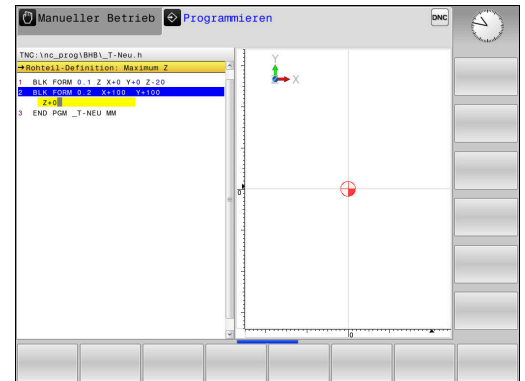 Manueller Betrieb
Programmieren
DNC
TNC:\nc_prog\BHB\_T-Neu.h
→Rohteil-Definition: Maximum Z
1 BLK FORM 0.1 Z X+0 Y+0 Z-20
2 BLK FORM 0.2 X+100 Y+100
Z+0
3 END PGM _T-NEU MM
Y
X
0
0